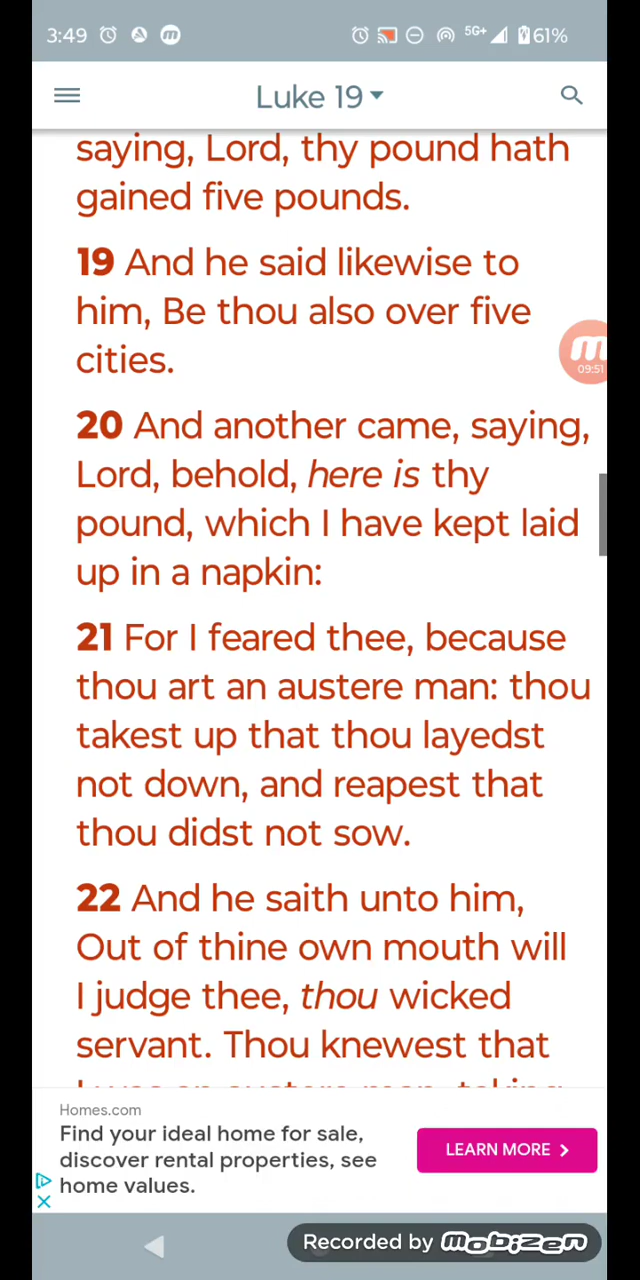 3:49 5G+ 61%
Luke 19
saying, Lord, thy pound hath
gained five pounds.
19 And he said likewise to
him, Be thou also over five
cities.
09:51
20 And another came, saying,
Lord, behold, here is thy
pound, which I have kept laid
up in a napkin:
21 For I feared thee, because
thou art an austere man: thou
takest up that thou layedst
not down, and reapest that
thou didst not sow.
22 And he saith unto him,
Out of thine own mouth will
I judge thee, thou wicked
servant. Thou knewest that
Homes.com
Find your ideal home for sale,
discover rental properties, see
home values.
LEARN MORE
Recorded by mobizen